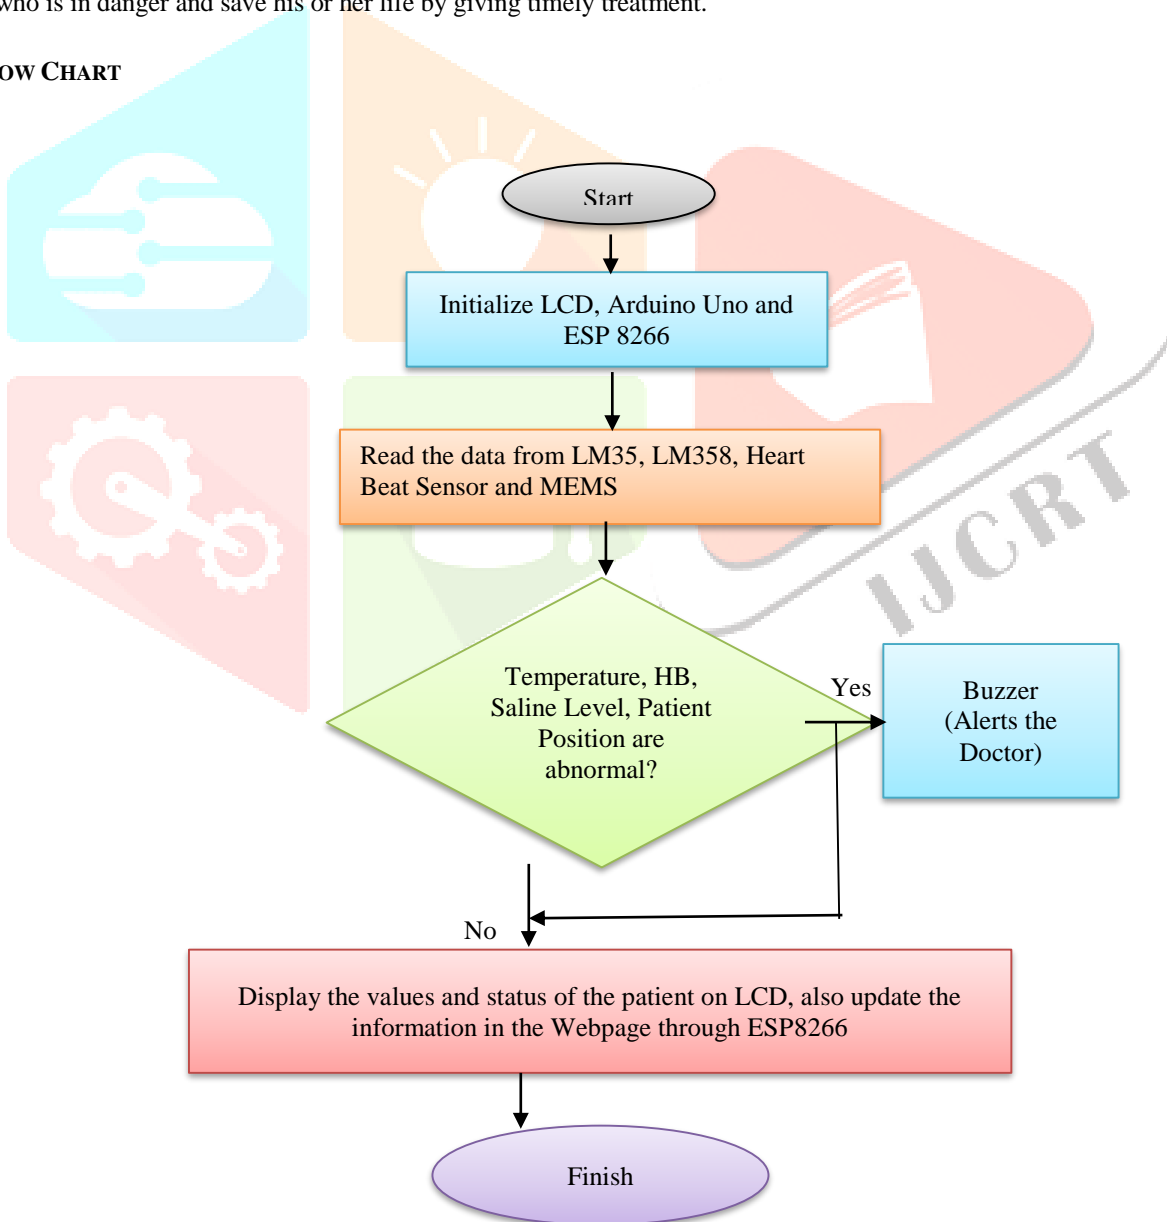 who is in danger and save his or her life by giving timely treatment.
OW CHART
Start
Initialize LCD, Arduino Uno and
ESP 8266
Read the data from LM35, LM358, Heart
Beat Sensor and MEMS
Temperature, HB,
Saline Level, Patient
Position are
abnormal?
Yes
Buzzer
(Alerts the
Doctor)
No
Display the values and status of the patient on LCD, also update the
information in the Webpage through ESP8266
Finish
IJCRT